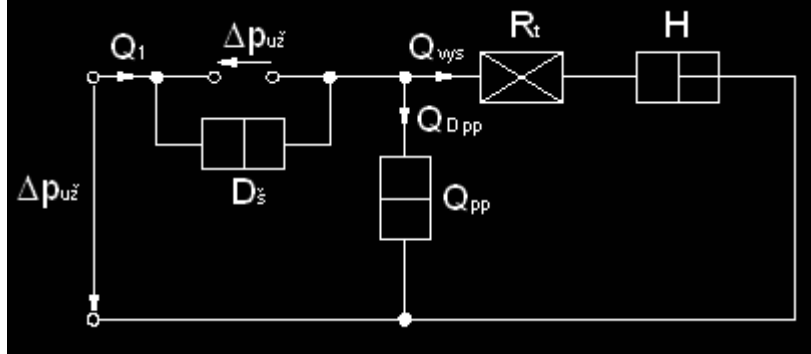 Q1 Δpuž Qvys Rt H
QDpp
Δpuž Dš Qpp